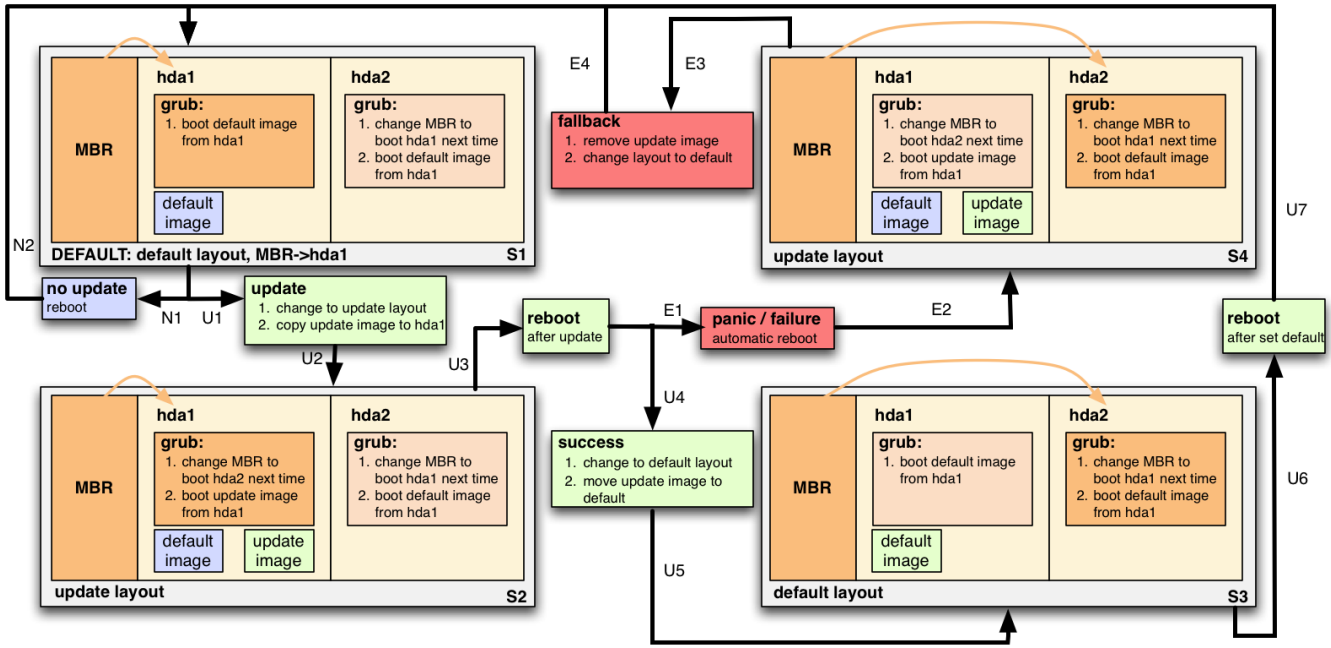 MBR
hda1
grub:
1. boot default image
from hda1
default
image
hda2
grub:
1. change MBR to
boot hda1 next time
2. boot default image
from hda1
DEFAULT: default layout, MBR->hda1
S1
E4
E3
fallback
1. remove update image
2. change layout to default
MBR
hda1
grub:
1. change MBR to
boot hda2 next time
2. boot update image
from hda1
default
image
update
image
hda2
grub:
1. change MBR to
boot hda1 next time
2. boot default image
from hda1
update layout
S4
U7
N2
no update
reboot
N1
U1
update
1. change to update layout
2. copy update image to hda1
U2
U3
reboot
after update
E1
panic / failure
automatic reboot
E2
reboot
after set default
U4
MBR
hda1
grub:
1. change MBR to
boot hda2 next time
2. boot update image
from hda1
default
image
update
image
hda2
grub:
1. change MBR to
boot hda1 next time
2. boot default image
from hda1
update layout
S2
success
1. change to default layout
2. move update image to
default
U5
MBR
hda1
grub:
1. boot default image
from hda1
default
image
hda2
grub:
1. change MBR to
boot hda1 next time
2. boot default image
from hda1
default layout
S3
U6